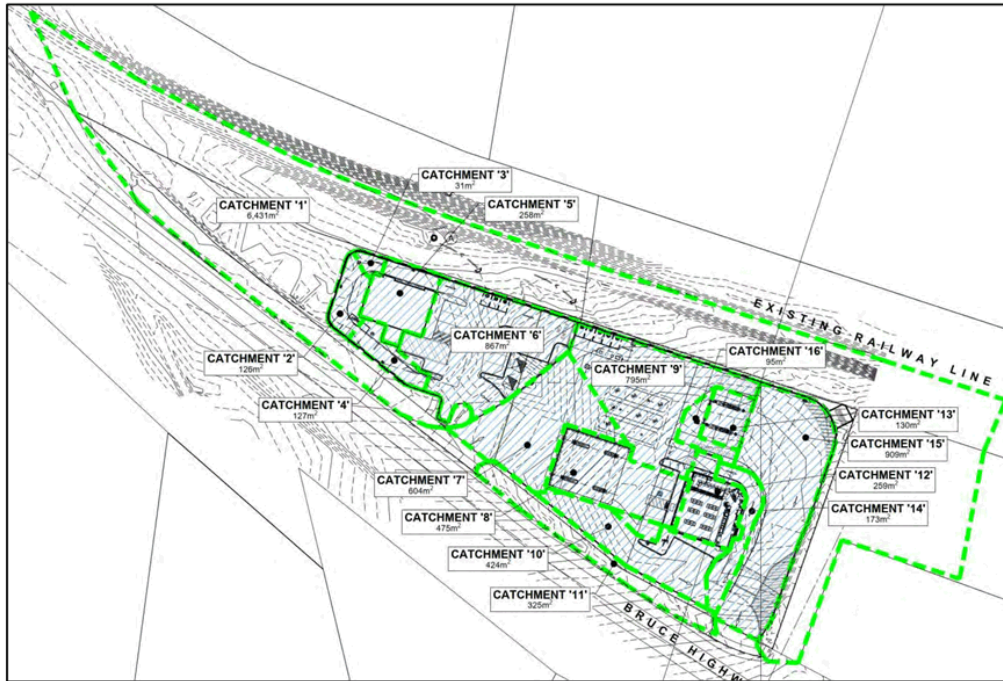 CATCHMENT '3'
31m²
CATCHMENT '5'
258m²
CATCHMENT '1'
6,431m²
EXISTING RAILWAY LINE
CATCHMENT '6'
867m²
CATCHMENT '16'
95m²
CATCHMENT '2'
126m²
CATCHMENT '9'
795m²
CATCHMENT '4'
127m²
CATCHMENT '13'
130m²
CATCHMENT '15'
909m²
CATCHMENT '12'
259m²
CATCHMENT '7'
604m²
CATCHMENT '14'
173m²
CATCHMENT '8'
475m²
CATCHMENT '10'
424m²
CATCHMENT '11'
325m²
BRUCE HIGHW